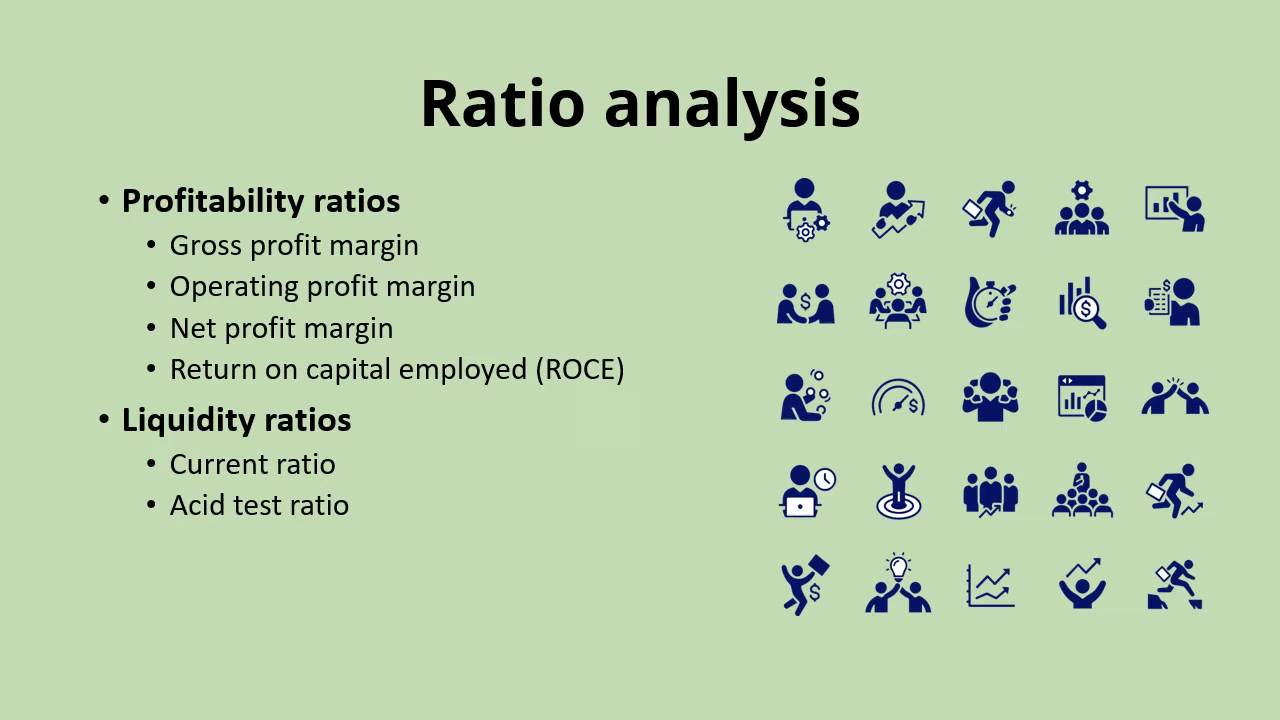 Ratio analysis
• Profitability ratios
• Gross profit margin
• Operating profit margin
• Net profit margin
• Return on capital employed (ROCE)
• Liquidity ratios
• Current ratio
• Acid test ratio